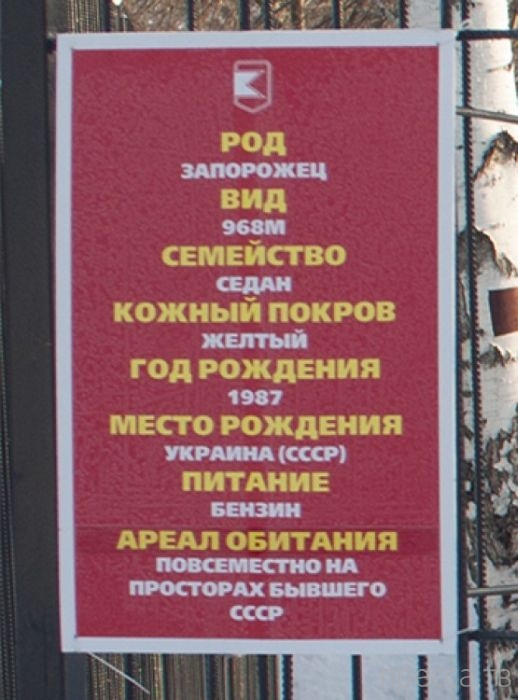 РОД
ЗАПОРОЖЕЦ
ВИД
968М
СЕМЕЙСТВО
СЕДАН
КОЖНЫЙ ПОКРОВ
ЖЕЛТЫЙ
ГОД РОЖДЕНИЯ
1987
МЕСТО РОЖДЕНИЯ
УКРАИНА (СССР)
ПИТАНИЕ
БЕНЗИН
АРЕАЛ ОБИТАНИЯ
ПОВСЕМЕСТНО НА
ПРОСТОРАХ БЫВШЕГО
СССР